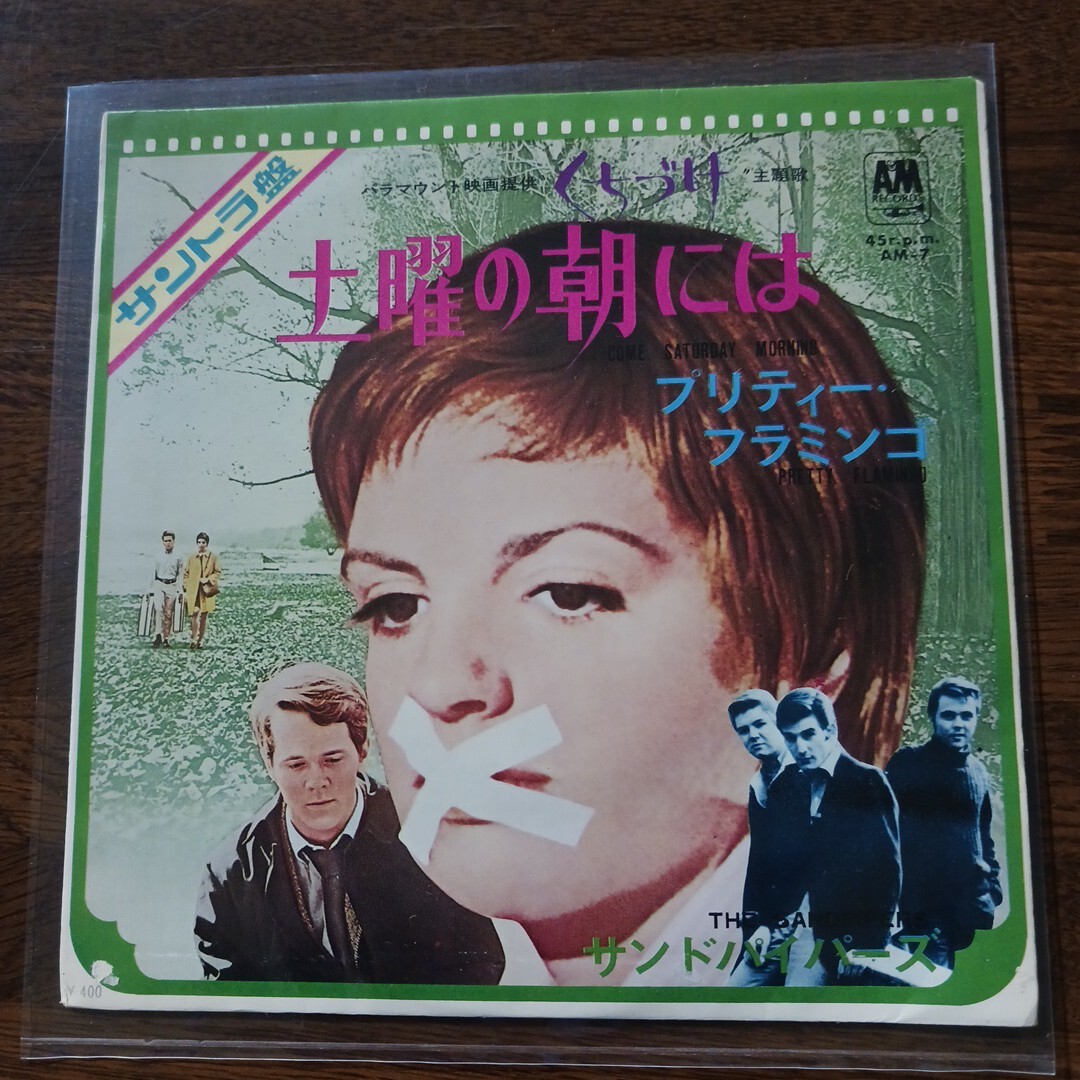 サントラ盤
パラマウント映画提供“くちづけ”主題歌
A&M
RECORDS
45r.p.m.
AM-7
土曜の朝には
COME SATURDAY MORNING
プリティー・
フラミンゴ
PRETTY FLAMINGO
THE SANDPIPERS
サンドパイパーズ
¥400